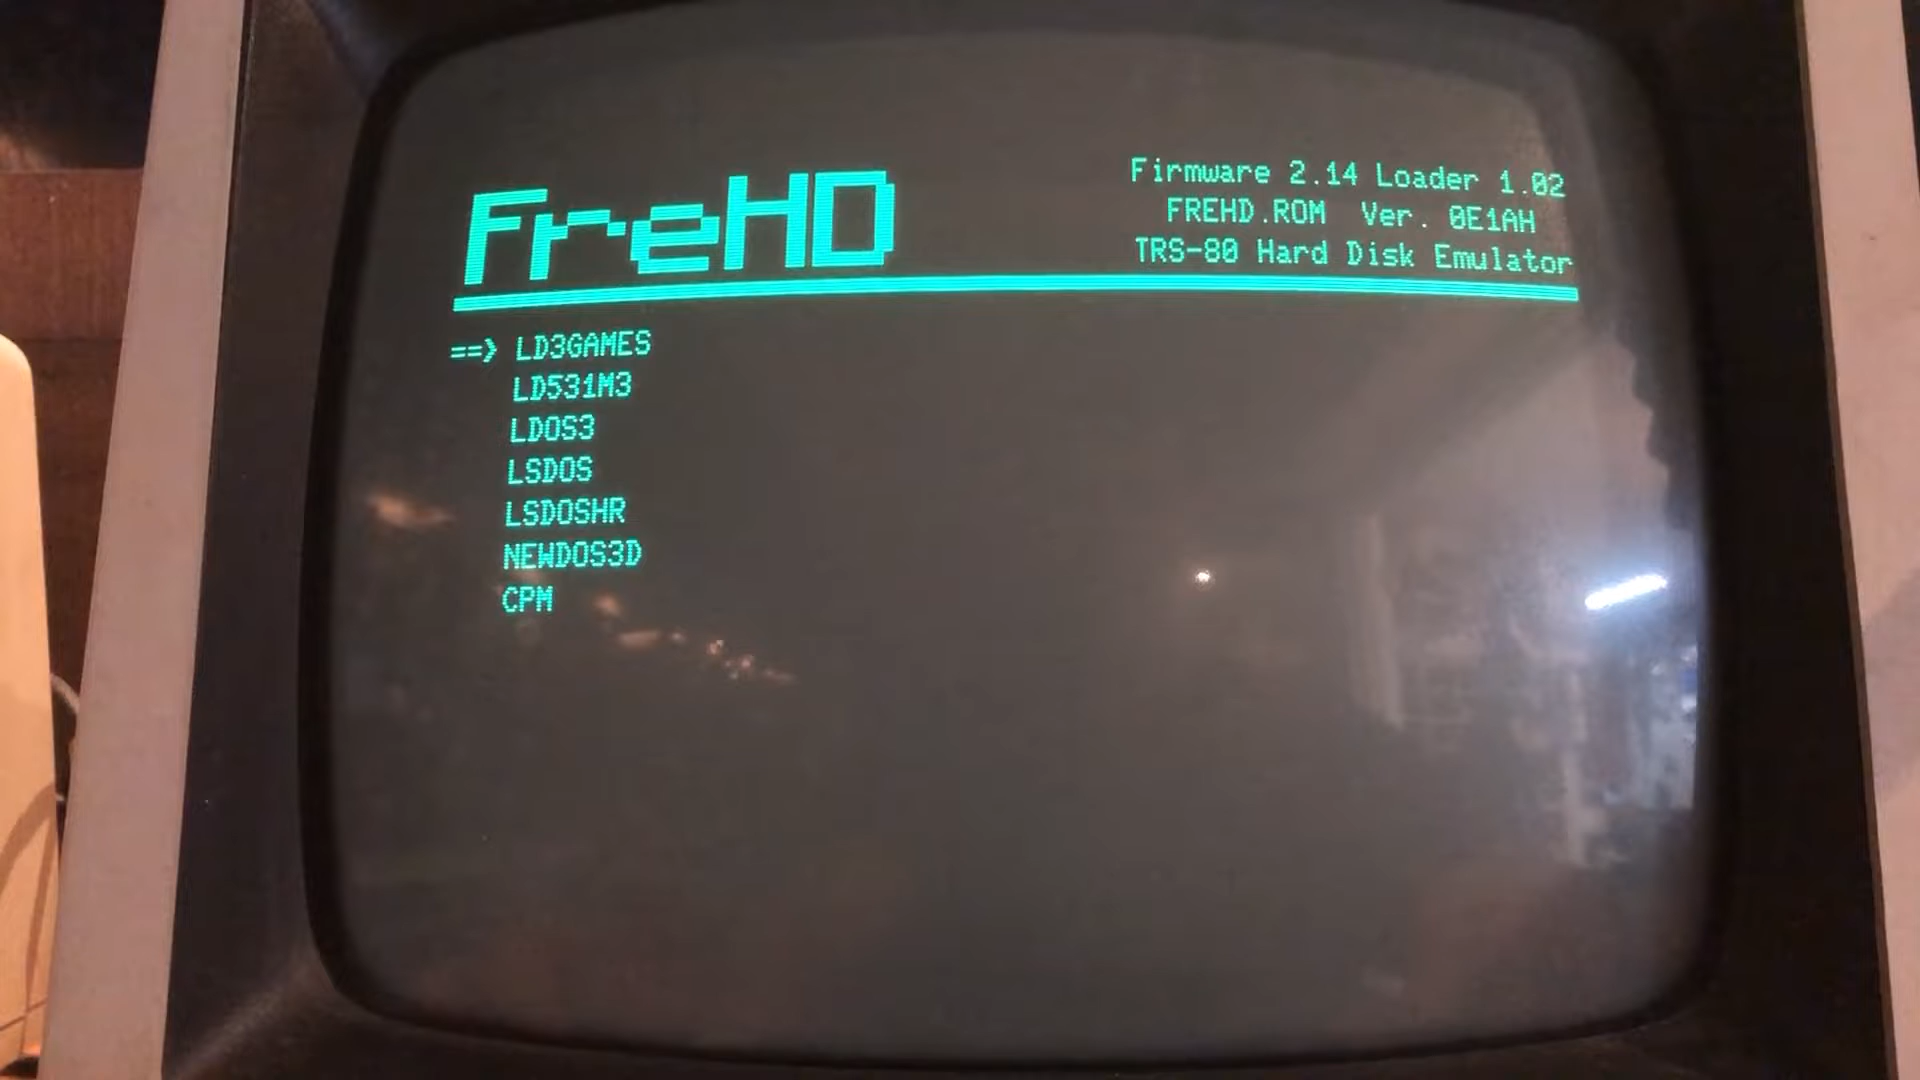 FreHD
Firmware 2.14 Loader 1.02
FREHD.ROM Ver. 0E1AH
TRS-80 Hard Disk Emulator
==> LD3GAMES
LD531M3
LDOS3
LSDOS
LSDOSHR
NEWDOS3D
CPM